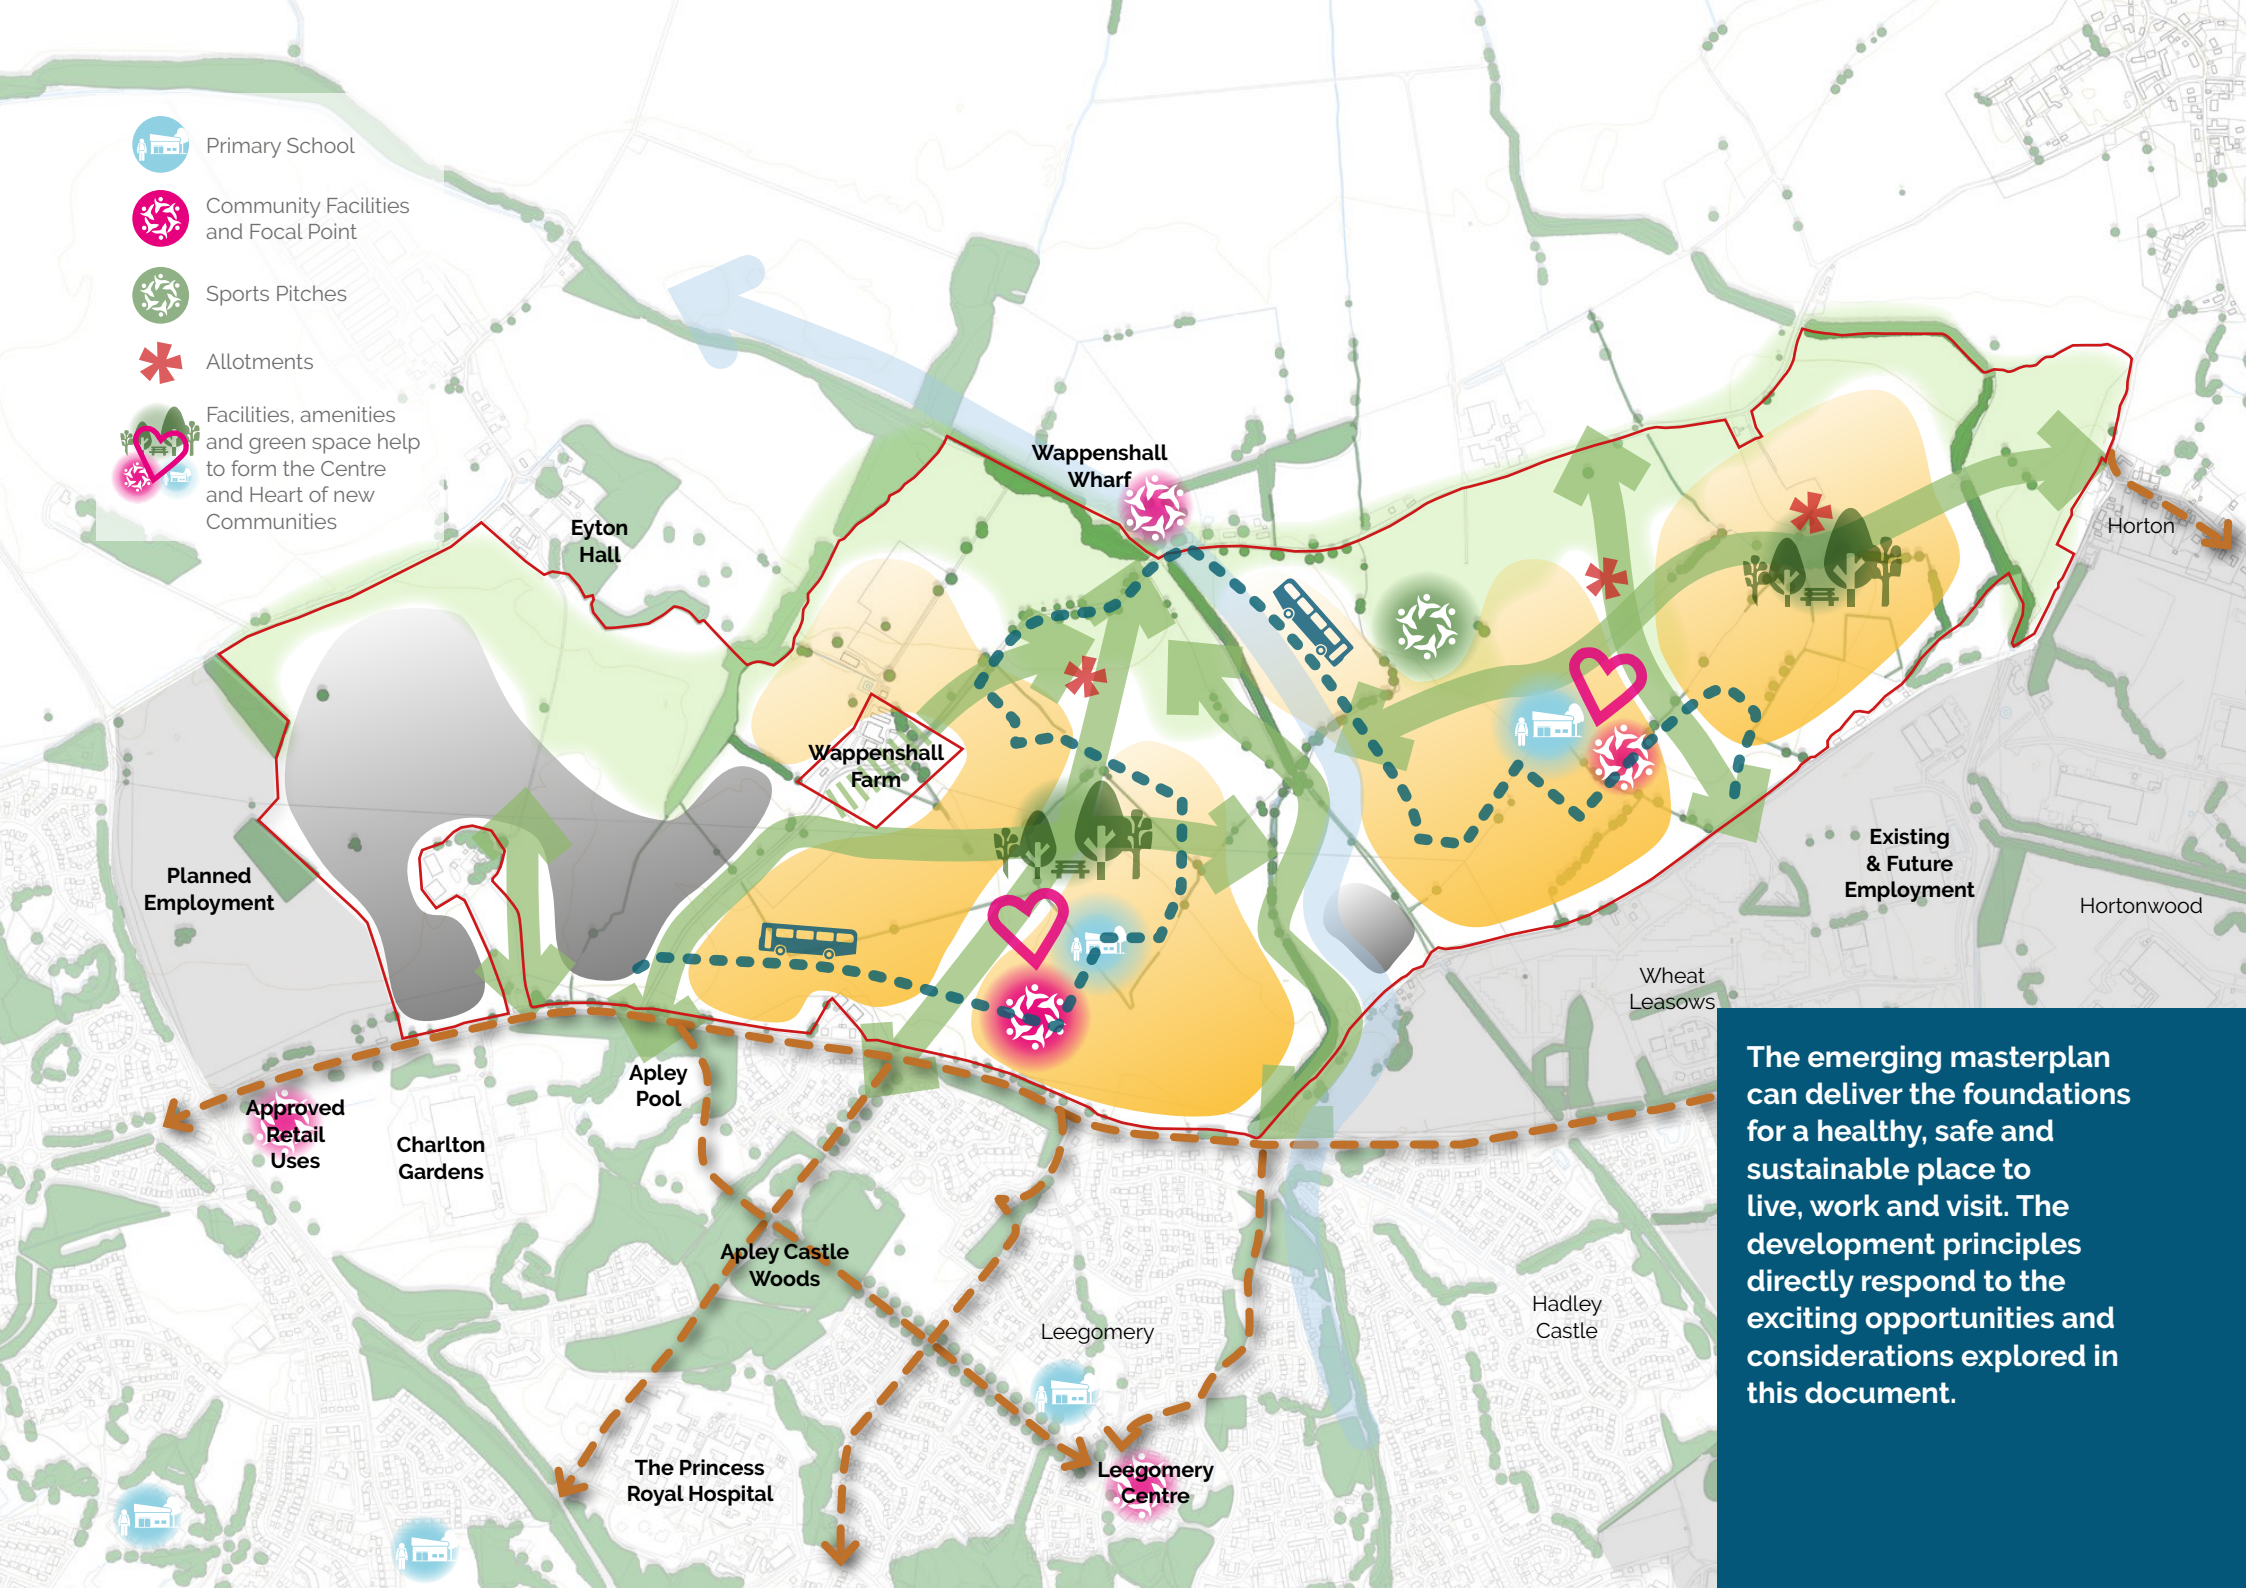 Primary School
Community Facilities
and Focal Point
Sports Pitches
Allotments
Facilities, amenities
and green space help
to form the Centre
and Heart of new
Communities
Wappenshall
Wharf
Eyton
Hall
Horton
Wappenshall
Farm
Planned
Employment
Existing
& Future
Employment
Hortonwood
Wheat
Leasows
Apley
Pool
Approved
Retail
Uses
Charlton
Gardens
Apley Castle
Woods
Leegomery
Hadley
Castle
The Princess
Royal Hospital
Leegomery
Centre
The emerging masterplan
can deliver the foundations
for a healthy, safe and
sustainable place to
live, work and visit. The
development principles
directly respond to the
exciting opportunities and
considerations explored in
this document.